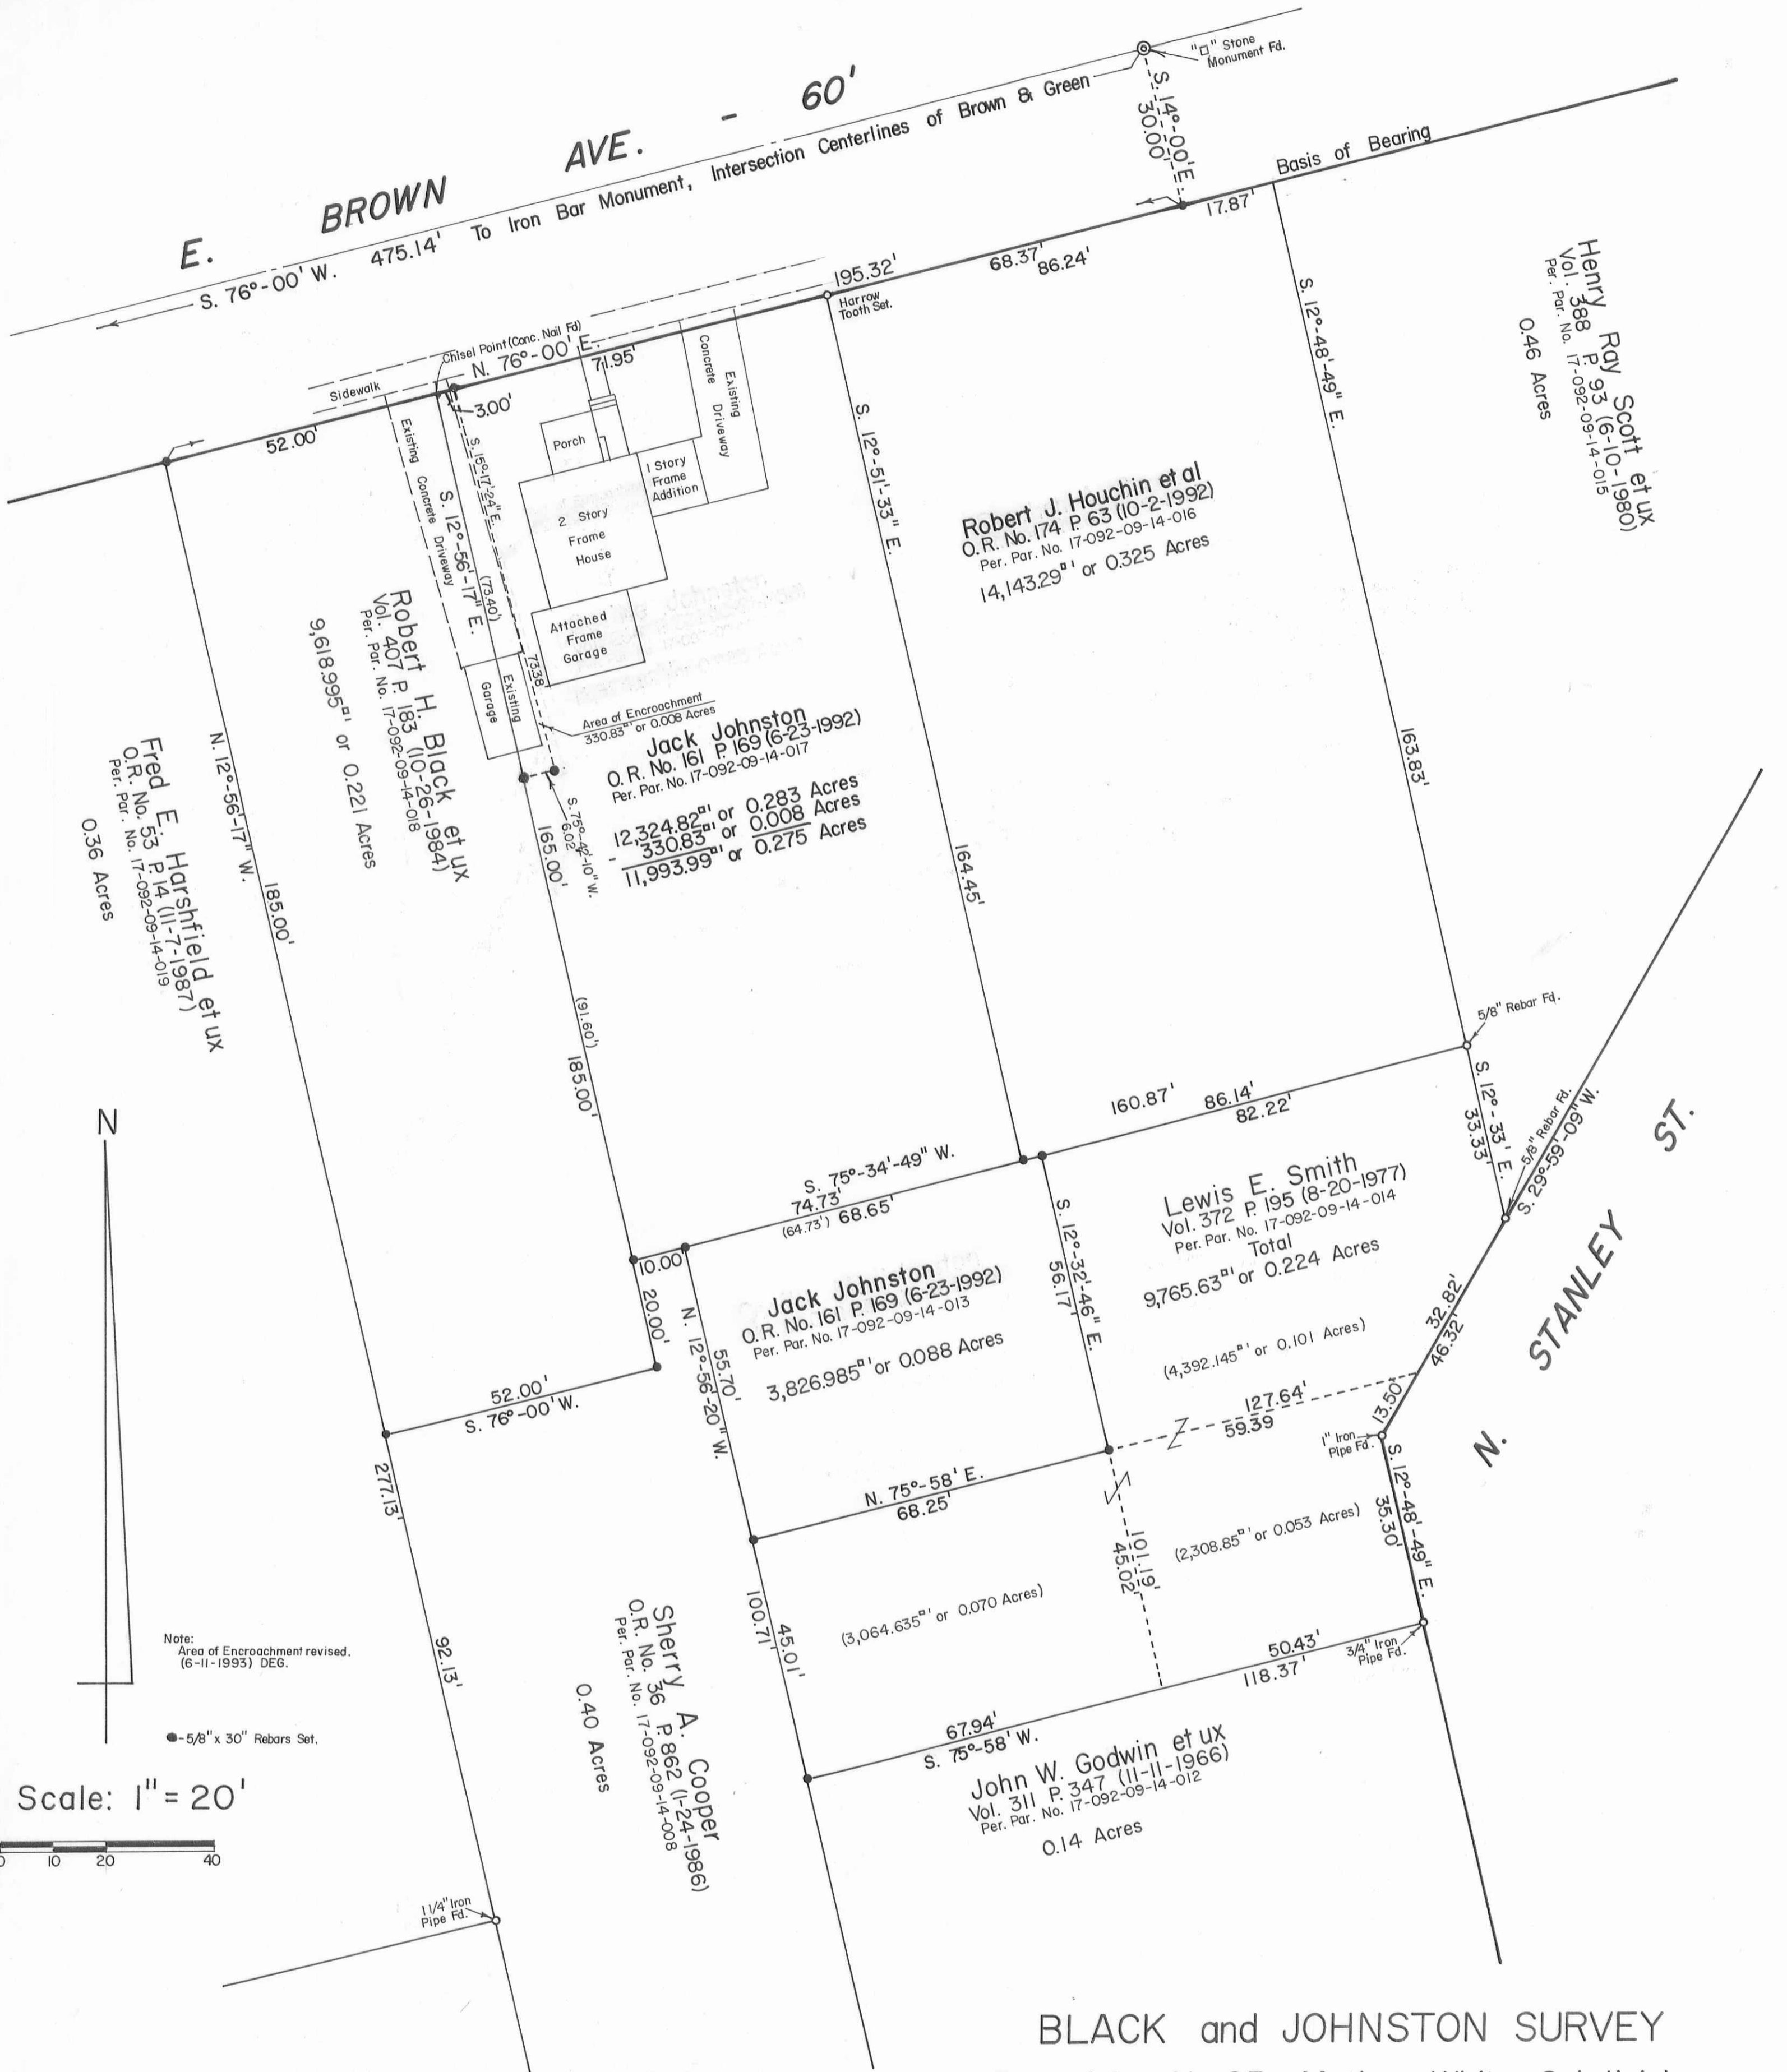 E. BROWN AVE. - 60'
S. 76°-00' W. 475.14' To Iron Bar Monument, Intersection Centerlines of Brown & Green
"□" Stone
Monument Fd.
S. 14°-00' E.
30.00'
Basis of Bearing
17.87'
68.37'
86.24'
195.32'
Harrow
Tooth Set.
Chisel Point (Conc. Nail Fd)
N. 76°-00' E.
71.95'
Sidewalk
3.00'
52.00'
Existing Concrete Driveway
S. 12°-56'-17" E.
(73.40')
S. 15°-17'-24" E.
73.38'
Porch
1 Story
Frame
Addition
2 Story
Frame
House
Attached
Frame
Garage
Concrete
Existing
Driveway
Existing
Garage
S. 12°-51'-33" E.
164.45'
S. 12°-48'-49" E.
163.83'
Henry Ray Scott et ux
Vol. 388 P. 93 (6-10-1980)
Per. Par. No. 17-092-09-14-015
0.46 Acres
Robert J. Houchin et al
O.R. No. 174 P. 63 (10-2-1992)
Per. Par. No. 17-092-09-14-016
14,143.29□' or 0.325 Acres
Robert H. Black et ux
Vol. 407 P. 183 (10-26-1984)
Per. Par. No. 17-092-09-14-018
9,618.995□' or 0.221 Acres
Area of Encroachment
330.83□' or 0.008 Acres
Jack Johnston
O.R. No. 161 P. 169 (6-23-1992)
Per. Par. No. 17-092-09-14-017
12,324.82□' or 0.283 Acres
- 330.83□' or 0.008 Acres
11,993.99□' or 0.275 Acres
S. 75°-42'-10" W.
6.02'
165.00'
(91.60')
185.00'
Fred E. Harshfield et ux
O.R. No. 53 P. 14 (11-7-1987)
Per. Par. No. 17-092-09-14-019
0.36 Acres
N. 12°-56'-17" W.
185.00'
5/8" Rebar Fd.
S. 12°-33' E.
33.33'
5/8" Rebar Fd.
S. 29°-59'-09" W.
N. STANLEY ST.
160.87'
86.14'
82.22'
S. 75°-34'-49" W.
74.73'
(64.73') 68.65'
10.00'
20.00'
N. 12°-56'-20" W.
55.70'
Jack Johnston
O.R. No. 161 P. 169 (6-23-1992)
Per. Par. No. 17-092-09-14-013
3,826.985□' or 0.088 Acres
S. 12°-32'-46" E.
56.17'
Lewis E. Smith
Vol. 372 P. 195 (8-20-1977)
Per. Par. No. 17-092-09-14-014
Total
9,765.63□' or 0.224 Acres
(4,392.145□' or 0.101 Acres)
32.82'
46.32'
13.50'
127.64'
59.39
1" Iron
Pipe Fd.
S. 12°-48'-49" E.
35.30'
52.00'
S. 76°-00' W.
277.13'
92.13'
N. 75°-58' E.
68.25'
101.19'
45.02'
(2,308.85□' or 0.053 Acres)
(3,064.635□' or 0.070 Acres)
100.71'
45.01'
50.43'
118.37'
3/4" Iron
Pipe Fd.
67.94'
S. 75°-58' W.
John W. Godwin et ux
Vol. 311 P. 347 (11-11-1966)
Per. Par. No. 17-092-09-14-012
0.14 Acres
Sherry A. Cooper
O.R. No. 36 P. 862 (1-24-1986)
Per. Par. No. 17-092-09-14-008
0.40 Acres
N
Note:
Area of Encroachment revised.
(6-11-1993) DEG.
●-5/8" x 30" Rebars Set.
Scale: 1" = 20'
0 10 20 40
1 1/4" Iron
Pipe Fd.
BLACK and JOHNSTON SURVEY